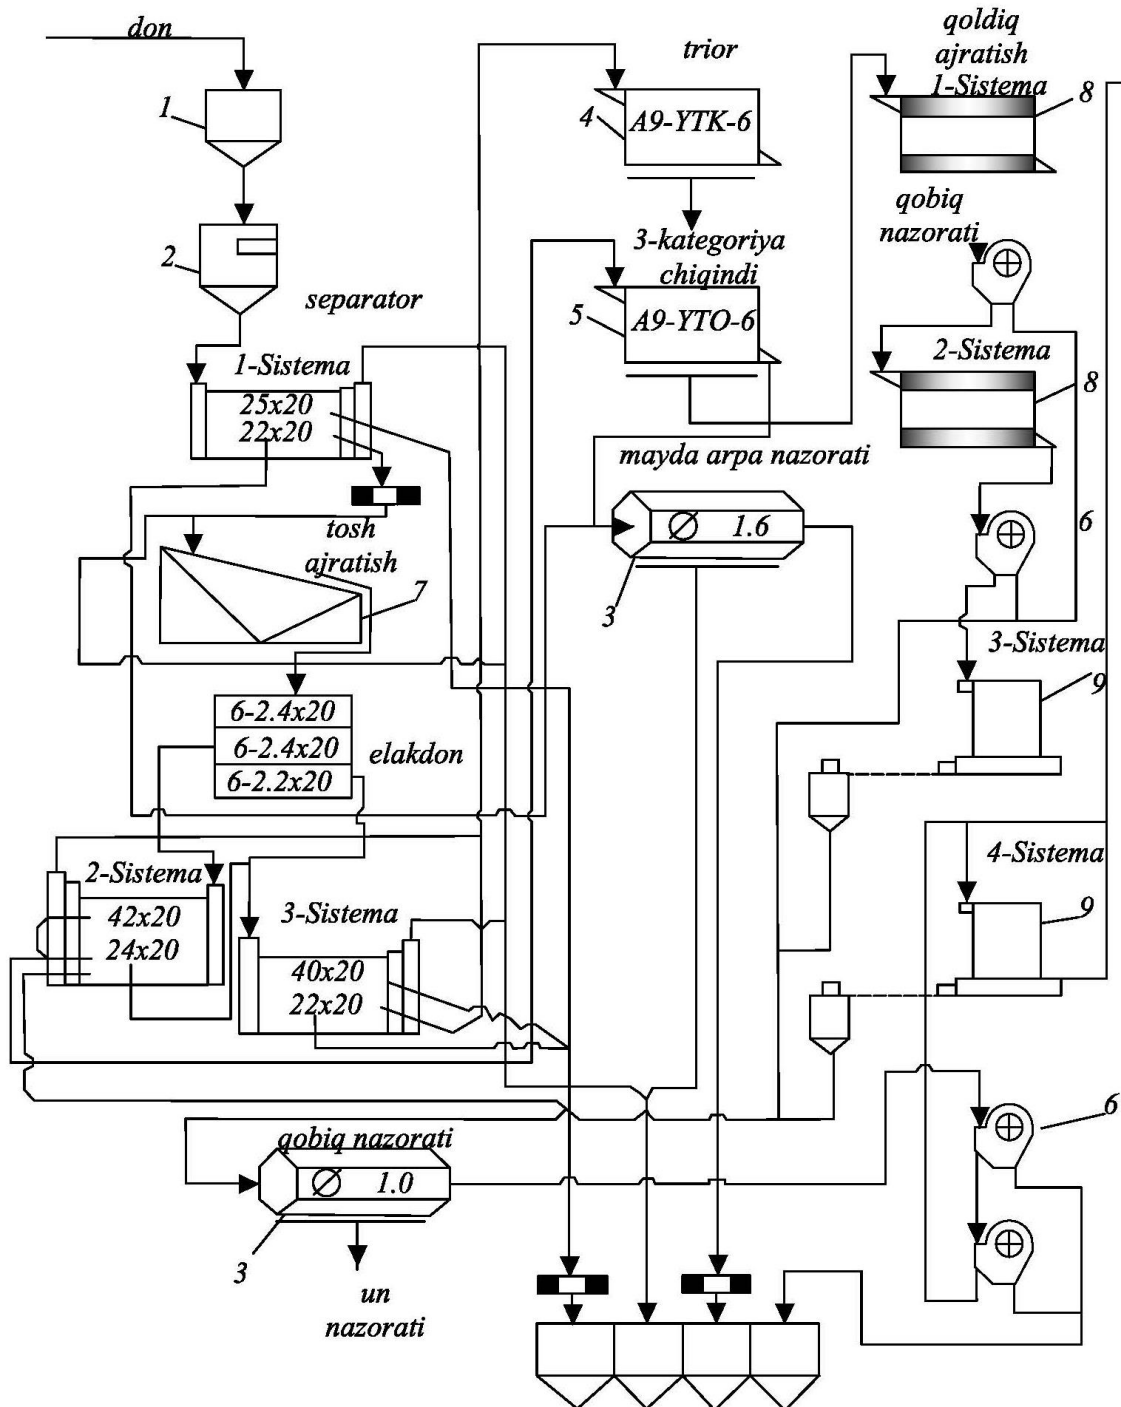 don
trior
qoldiq
ajratish
1-Sistema
8
1
4
A9-YTK-6
qobiq
nazorati
2
3-kategoriya
chiqindi
separator
5
A9-YTO-6
1-Sistema
25x20
22x20
2-Sistema
8
mayda arpa nazorati
1.6
tosh
ajratish
7
3
6
3-Sistema
9
6-2.4x20
6-2.4x20
6-2.2x20
elakdon
2-Sistema
42x20
24x20
3-Sistema
40x20
22x20
4-Sistema
9
qobiq nazorati
1.0
3
6
un
nazorati